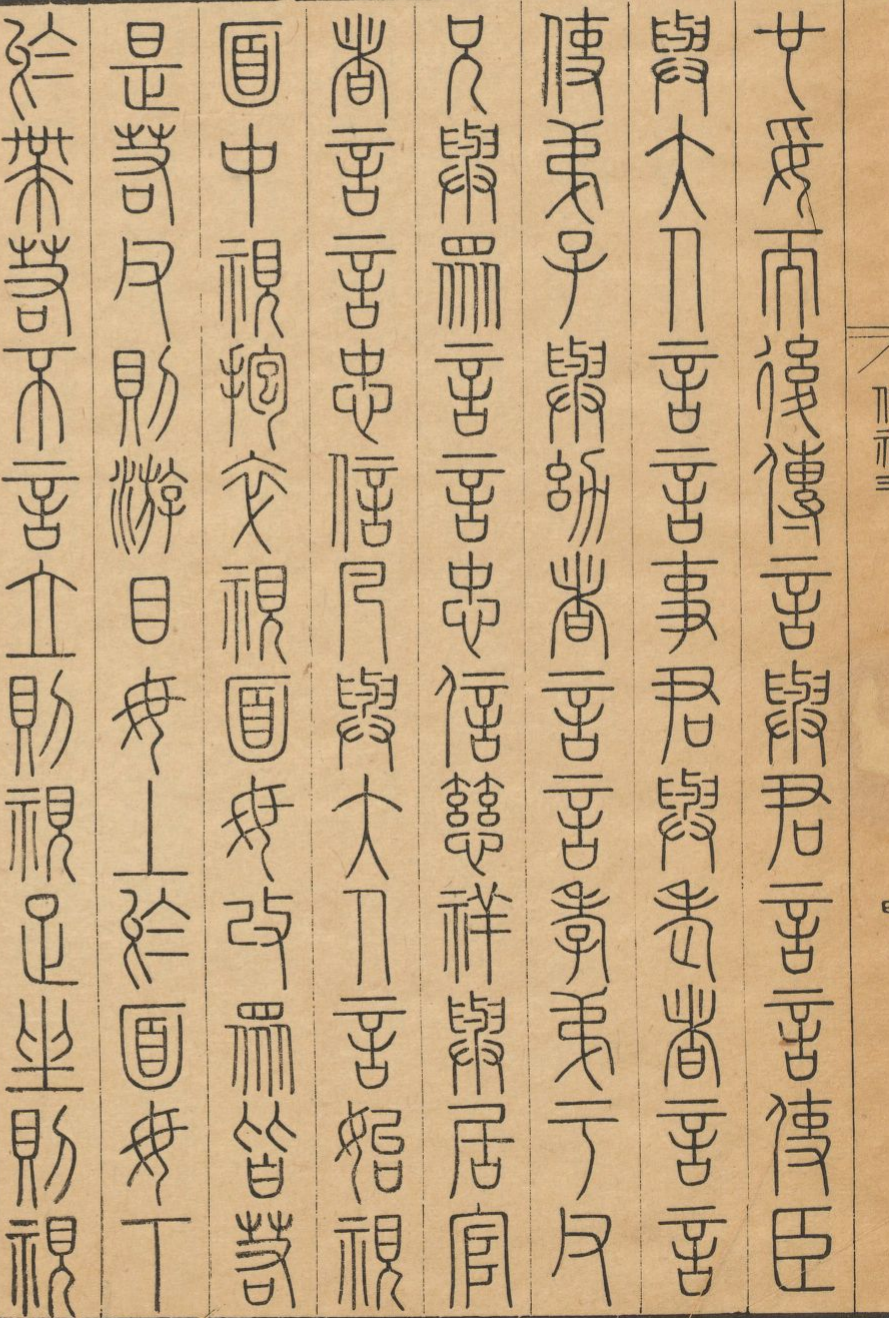 也妥而後傳言與君言言使臣
與大人言言事君與老者言言
使弟子與幼者言言孝弟于父
兄與眾言言忠信慈祥與居官
者言言忠信凡與大人言始視
面中視抱卒視面毋改眾皆若
是若父則游目毋上於面毋下
於帶若不言立則視足坐則視